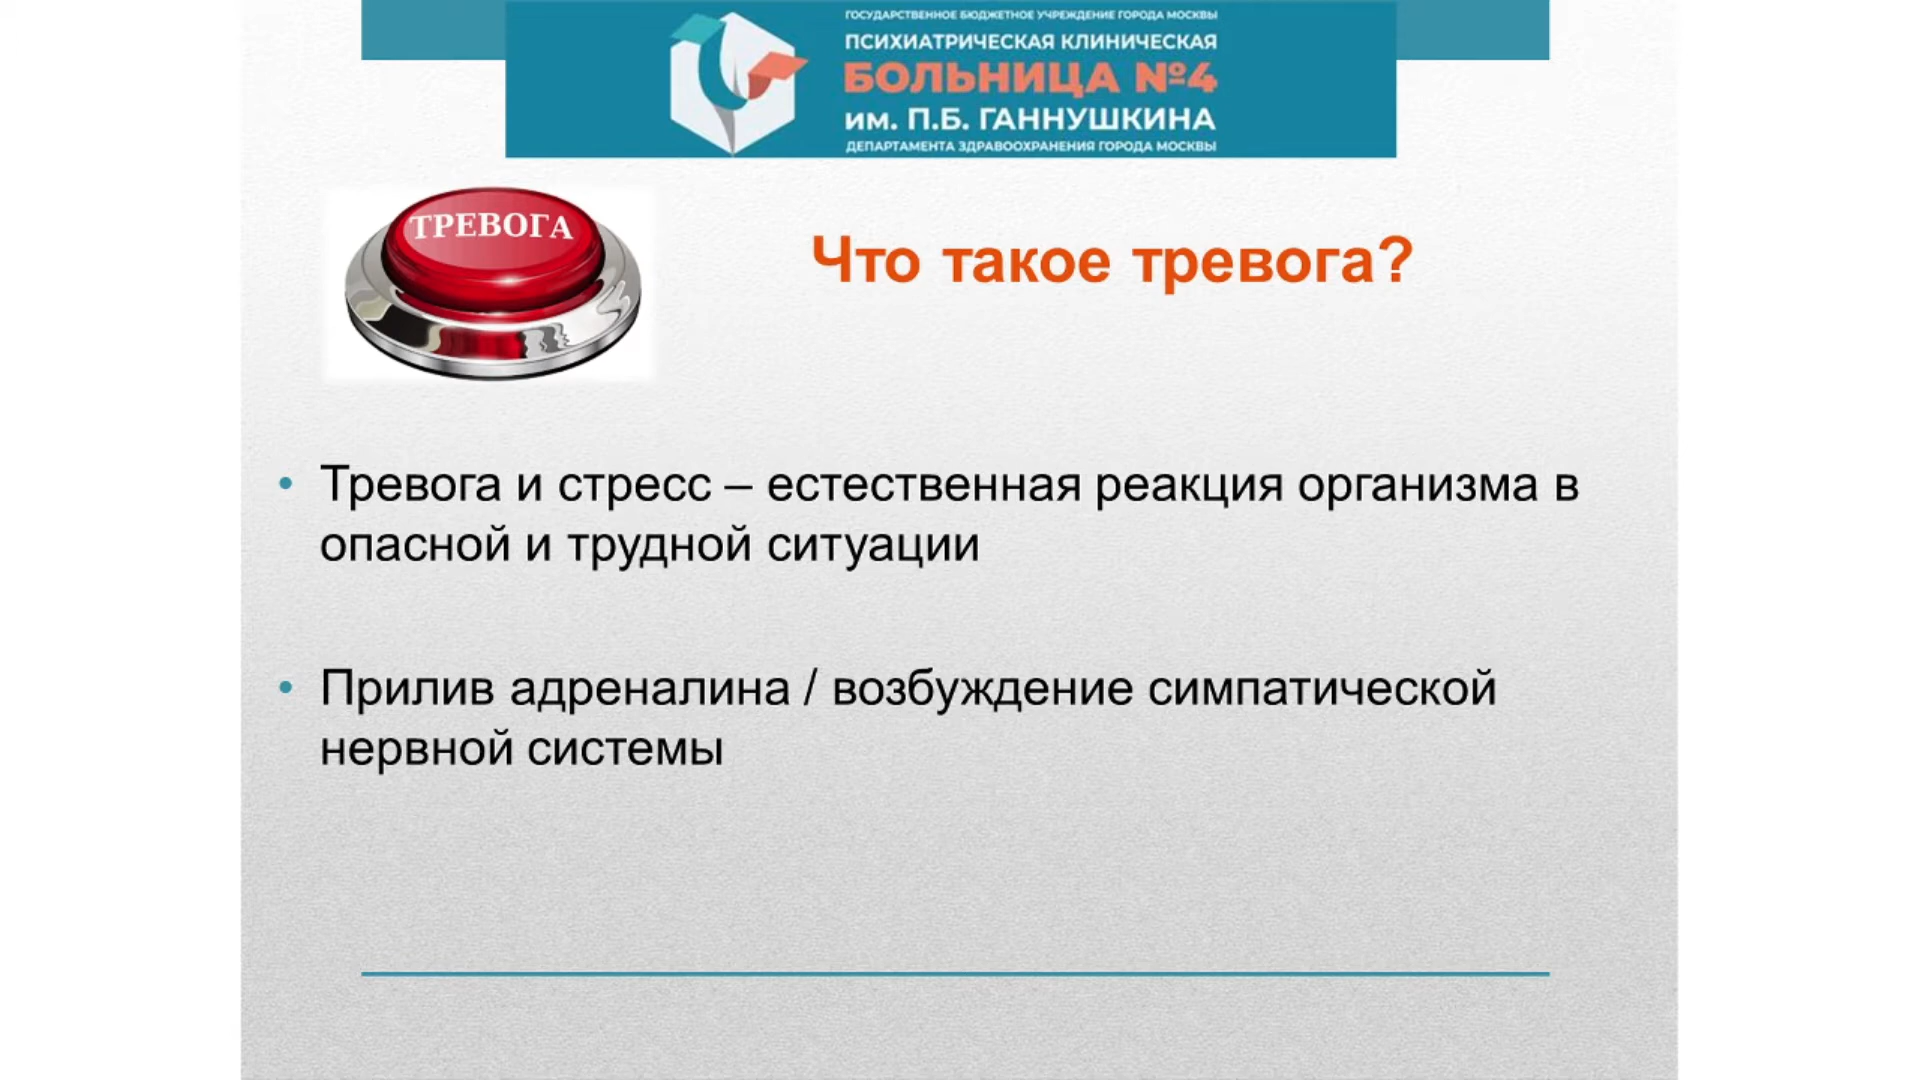 ГОСУДАРСТВЕННОЕ БЮДЖЕТНОЕ УЧРЕЖДЕНИЕ ГОРОДА МОСКВЫ
ПСИХИАТРИЧЕСКАЯ КЛИНИЧЕСКАЯ
БОЛЬНИЦА №4
им. П.Б. ГАННУШКИНА
ДЕПАРТАМЕНТА ЗДРАВООХРАНЕНИЯ ГОРОДА МОСКВЫ
ТРЕВОГА
Что такое тревога?
• Тревога и стресс – естественная реакция организма в
опасной и трудной ситуации
• Прилив адреналина / возбуждение симпатической
нервной системы